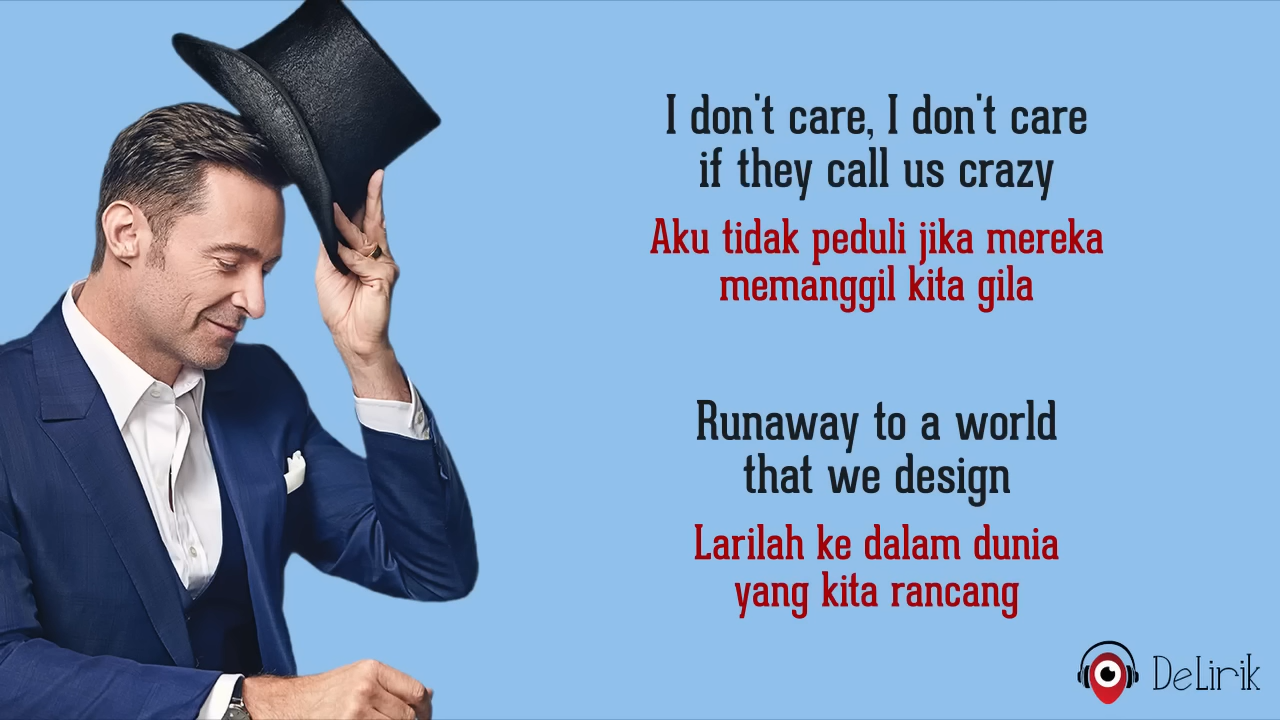 I don't care, I don't care
if they call us crazy
Aku tidak peduli jika mereka
memanggil kita gila
Runaway to a world
that we design
Larilah ke dalam dunia
yang kita rancang
DeLirik